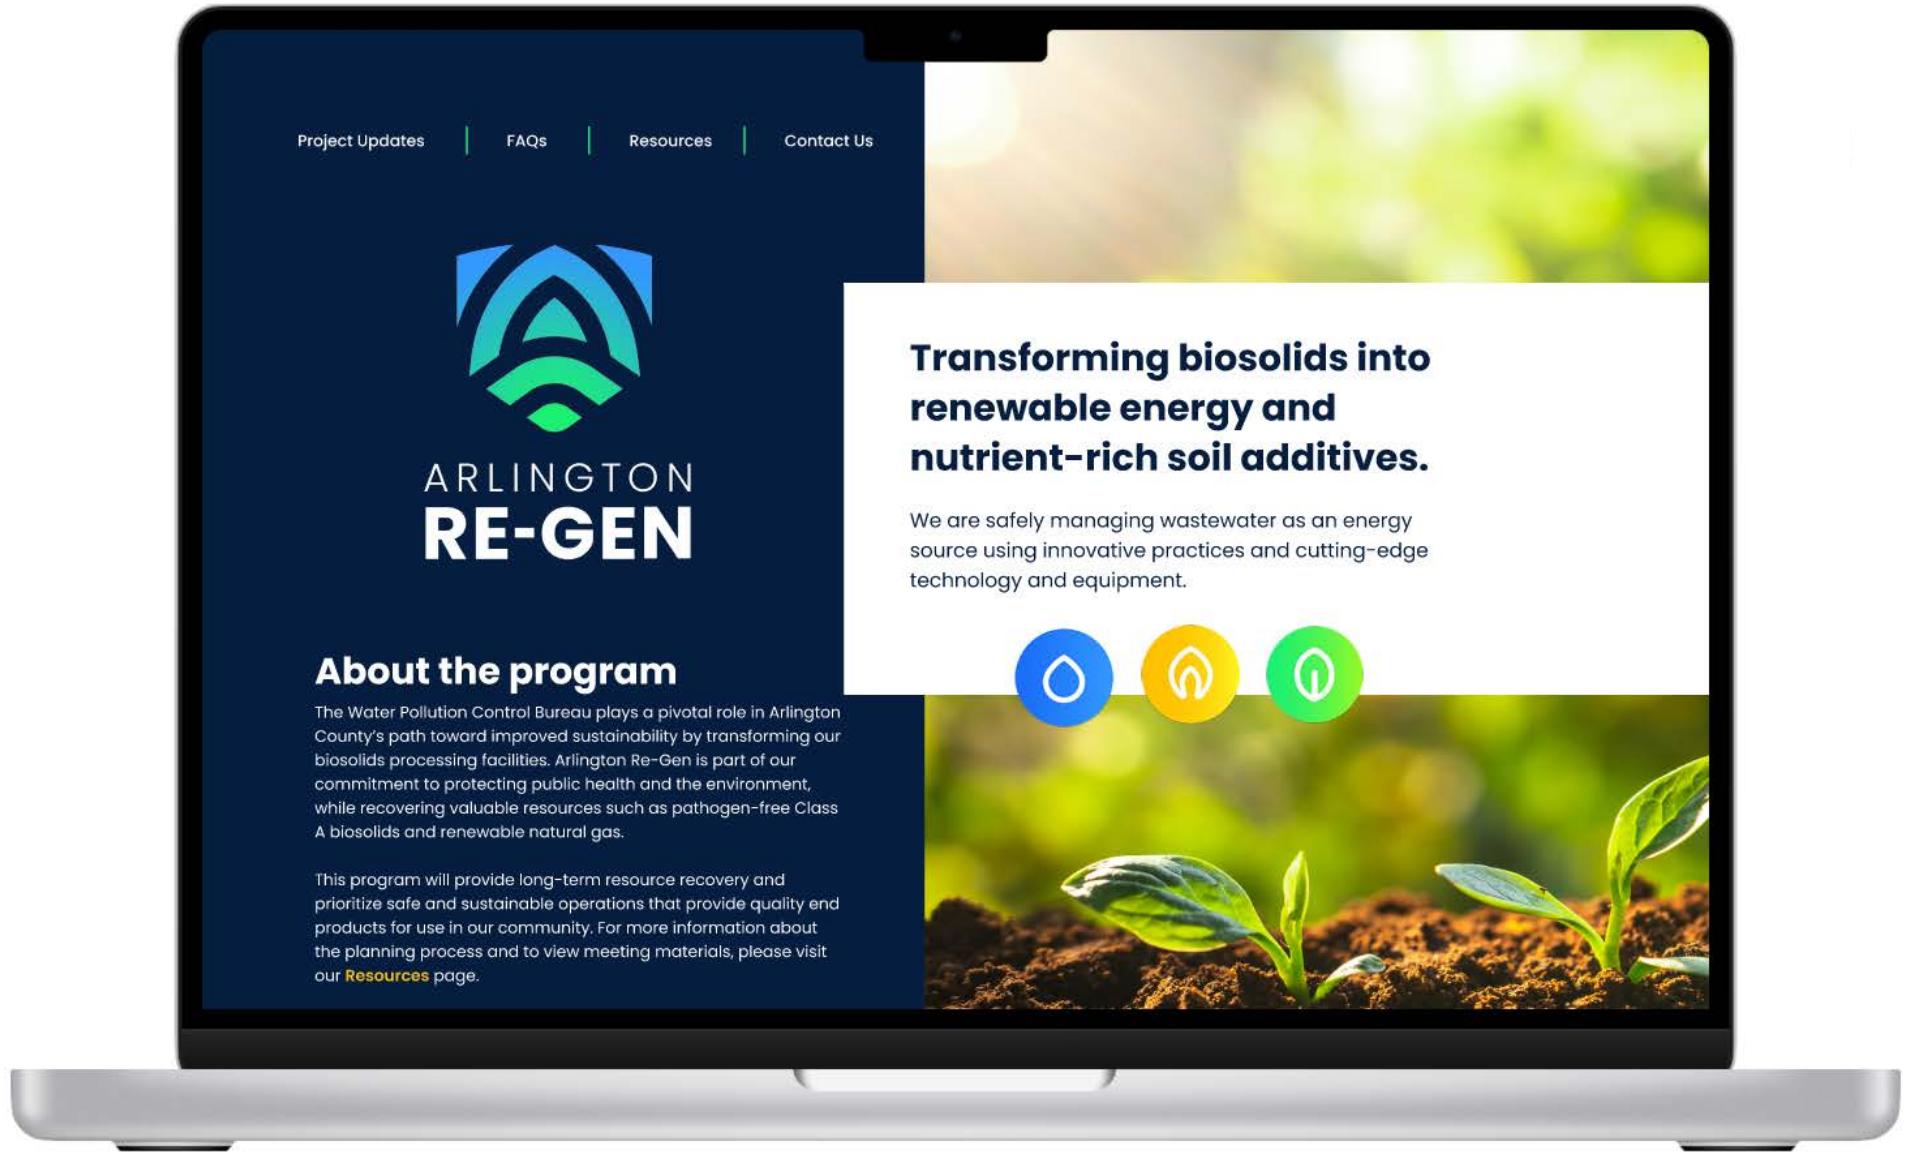 Project Updates
FAQs
Resources
Contact Us
ARLINGTON
RE-GEN
About the program
The Water Pollution Control Bureau plays a pivotal role in Arlington
County's path toward improved sustainability by transforming our
biosolids processing facilities. Arlington Re-Gen is part of our
commitment to protecting public health and the environment,
while recovering valuable resources such as pathogen-free Class
A biosolids and renewable natural gas.
This program will provide long-term resource recovery and
prioritize safe and sustainable operations that provide quality end
products for use in our community. For more information about
the planning process and to view meeting materials, please visit
our Resources page.
Transforming biosolids into
renewable energy and
nutrient-rich soil additives.
We are safely managing wastewater as an energy
source using innovative practices and cutting-edge
technology and equipment.